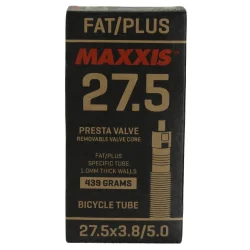 FAT/PLUS
MAXXIS
27.5
PRESTA VALVE
REMOVABLE VALVE CORE
FAT/PLUS
SPECIFIC TUBE
1.0MM THICK WALLS
439 GRAMS
BICYCLE TUBE
27.5x3.8/5.0